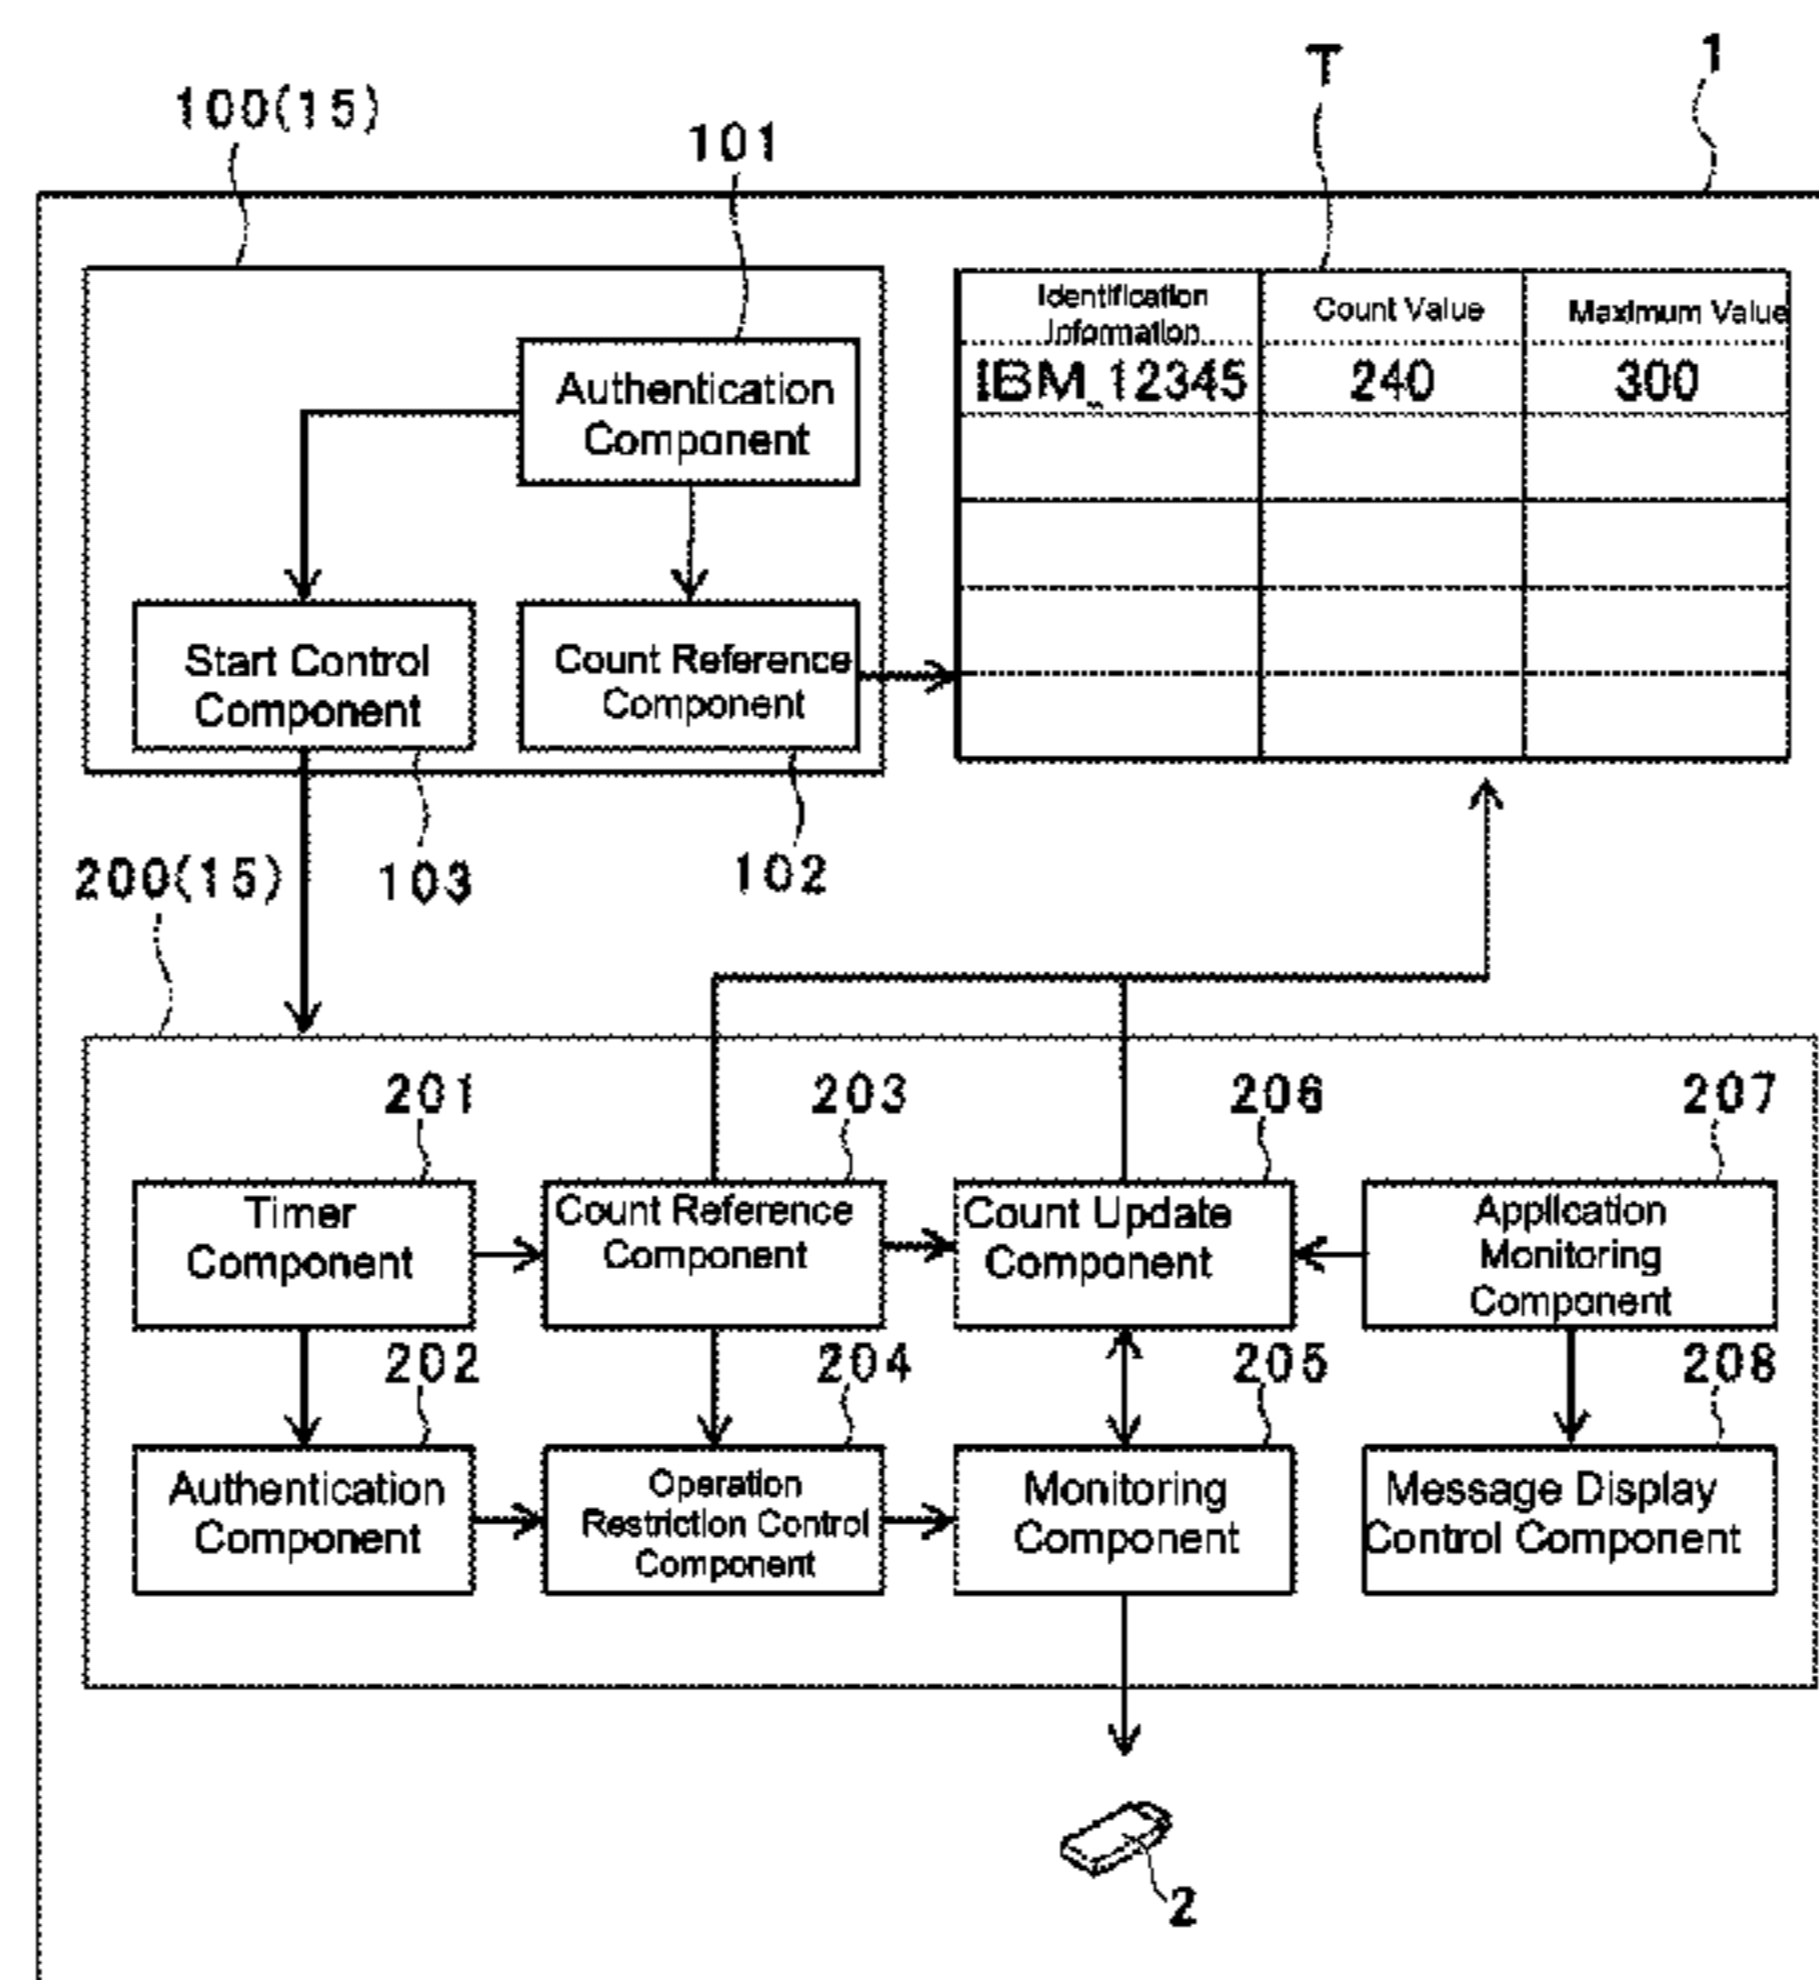 1
T
100(15)
101
Identification
Information
Count Value
Maximum Value
IBM_12345
240
300
Authentication
Component
Start Control
Component
Count Reference
Component
200(15)
103
102
201
203
206
207
Timer
Component
Count Reference
Component
Count Update
Component
Application
Monitoring
Component
202
204
205
208
Authentication
Component
Operation
Restriction Control
Component
Monitoring
Component
Message Display
Control Component
2